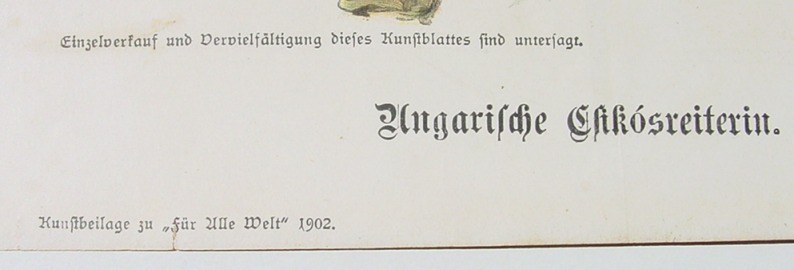 Einzelverkauf und Vervielfältigung dieſes Kunſtblattes ſind unterſagt.
Ungariſche Cſikósreiterin.
Kunſtbeilage zu „Für Alle Welt“ 1902.